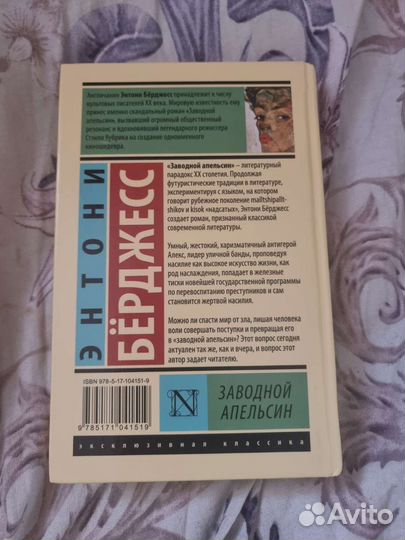 Англичанин Энтони Бёрджесс принадлежит к числу
культовых писателей XX века. Мировую известность ему
принес именно скандальный роман «Заводной
апельсин», вызвавший огромный общественный
резонанс и вдохновивший легендарного режиссера
Стэнли Кубрика на создание одноименного
киношедевра.
«Заводной апельсин» – литературный
парадокс XX столетия. Продолжая
футуристические традиции в литературе,
экспериментируя с языком, на котором
говорит рубежное поколение malltshipalt-
shikov и kisok «надсатых», Энтони Бёрджесс
создает роман, признанный классикой
современной литературы.
Умный, жестокий, харизматичный антигерой
Алекс, лидер уличной банды, проповедуя
насилие как высокое искусство жизни, как
род наслаждения, попадает в железные
тиски новейшей государственной программы
по перевоспитанию преступников и сам
становится жертвой насилия.
Можно ли спасти мир от зла, лишая человека
воли совершать поступки и превращая его
в «заводной апельсин»? Этот вопрос сегодня
актуален так же, как и вчера, и вопрос этот
автор задает читателю.
ЭНТОНИ
БЁРДЖЕСС
ISBN 978-5-17-104151-9
9 785171 041519
N
ЗАВОДНОЙ
АПЕЛЬСИН
эксклюзивная классика
Avito